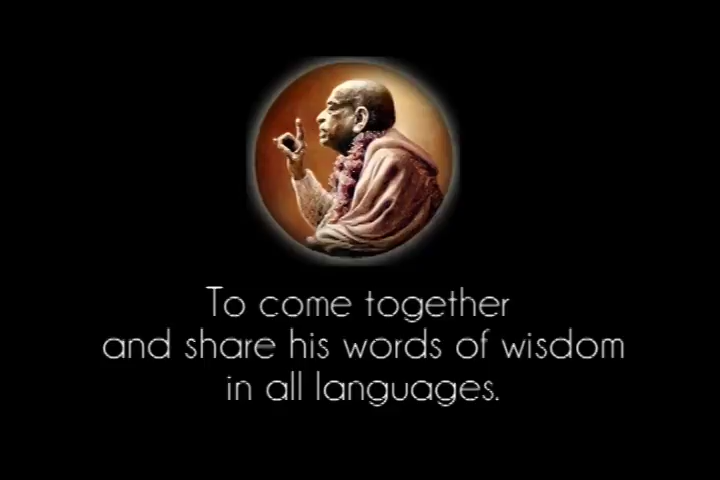 To come together
and share his words of wisdom
in all languages.